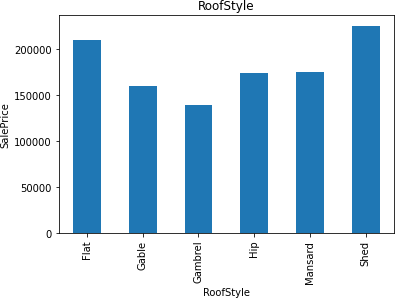 RoofStyle
200000
150000
100000
50000
0
SalePrice
Flat
Gable
Gambrel
Hip
Mansard
Shed
RoofStyle